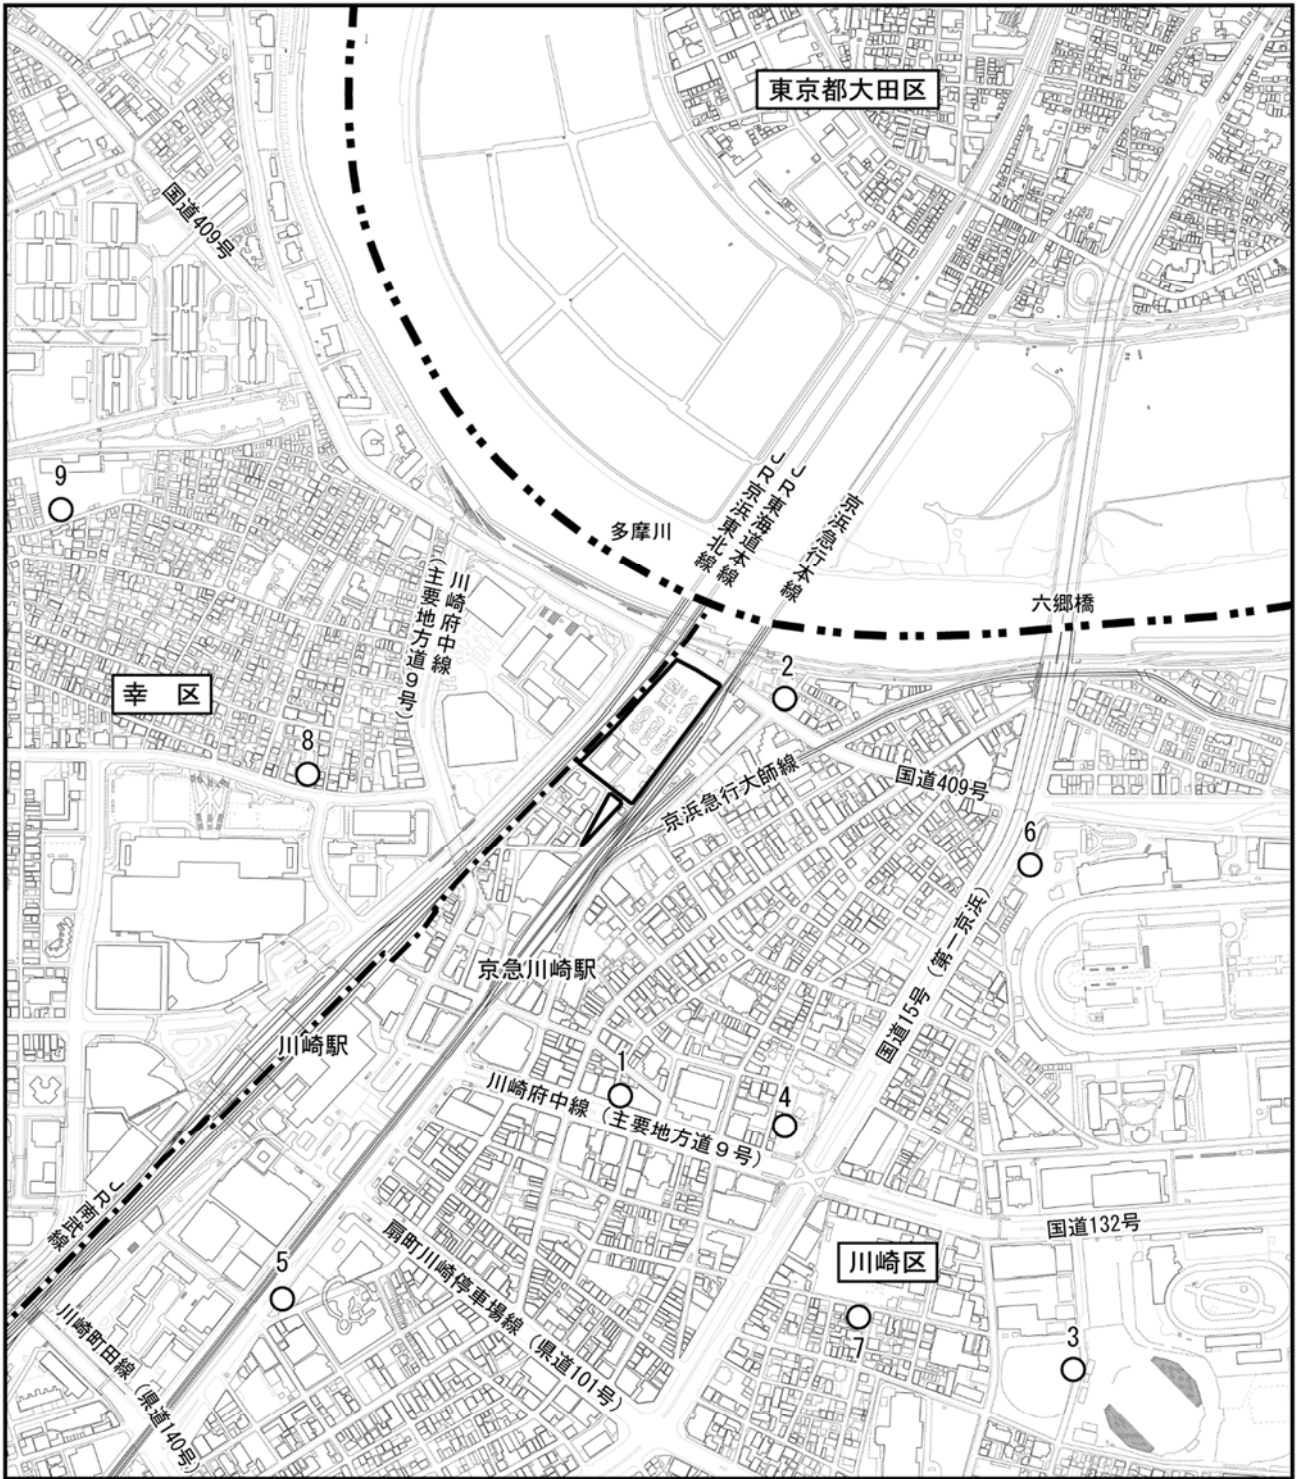 東京都大田区
国道409号
9
JR京浜東北線
JR東海道本線
京浜急行本線
多摩川
川崎府中線
(主要地方道9号)
六郷橋
2
幸 区
8
国道409号
京浜急行大師線
6
国道15号(第一京浜)
京急川崎駅
川崎駅
1
川崎府中線(主要地方道9号)
4
JR南武線
国道132号
扇町川崎停車場線(県道101号)
川崎区
5
川崎町田線(県道140号)
7
3